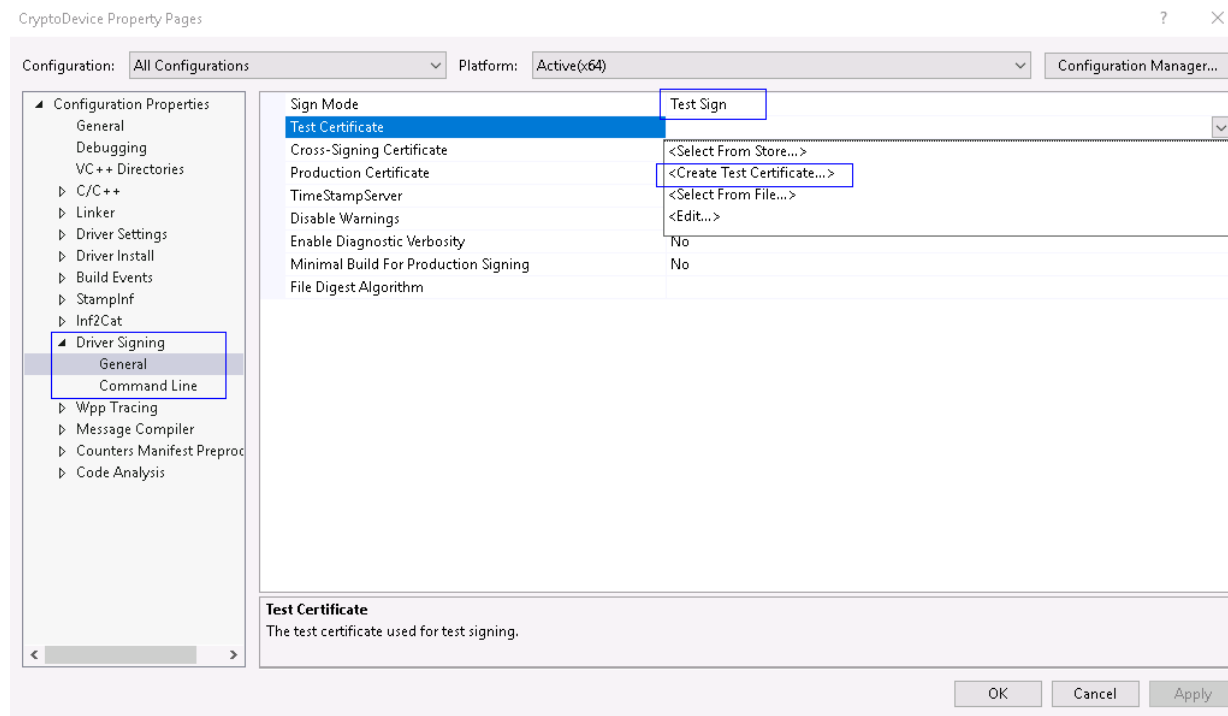 CryptoDevice Property Pages
Configuration: All Configurations Platform: Active(x64) Configuration Manager...
Configuration Properties
General
Debugging
VC++ Directories
C/C++
Linker
Driver Settings
Driver Install
Build Events
StampInf
Inf2Cat
Driver Signing
General
Command Line
Wpp Tracing
Message Compiler
Counters Manifest Preproc
Code Analysis
Sign Mode Test Sign
Test Certificate
Cross-Signing Certificate
Production Certificate
TimeStampServer
Disable Warnings
Enable Diagnostic Verbosity No
Minimal Build For Production Signing No
File Digest Algorithm
<Select From Store...>
<Create Test Certificate...>
<Select From File...>
<Edit...>
Test Certificate
The test certificate used for test signing.
OK Cancel Apply